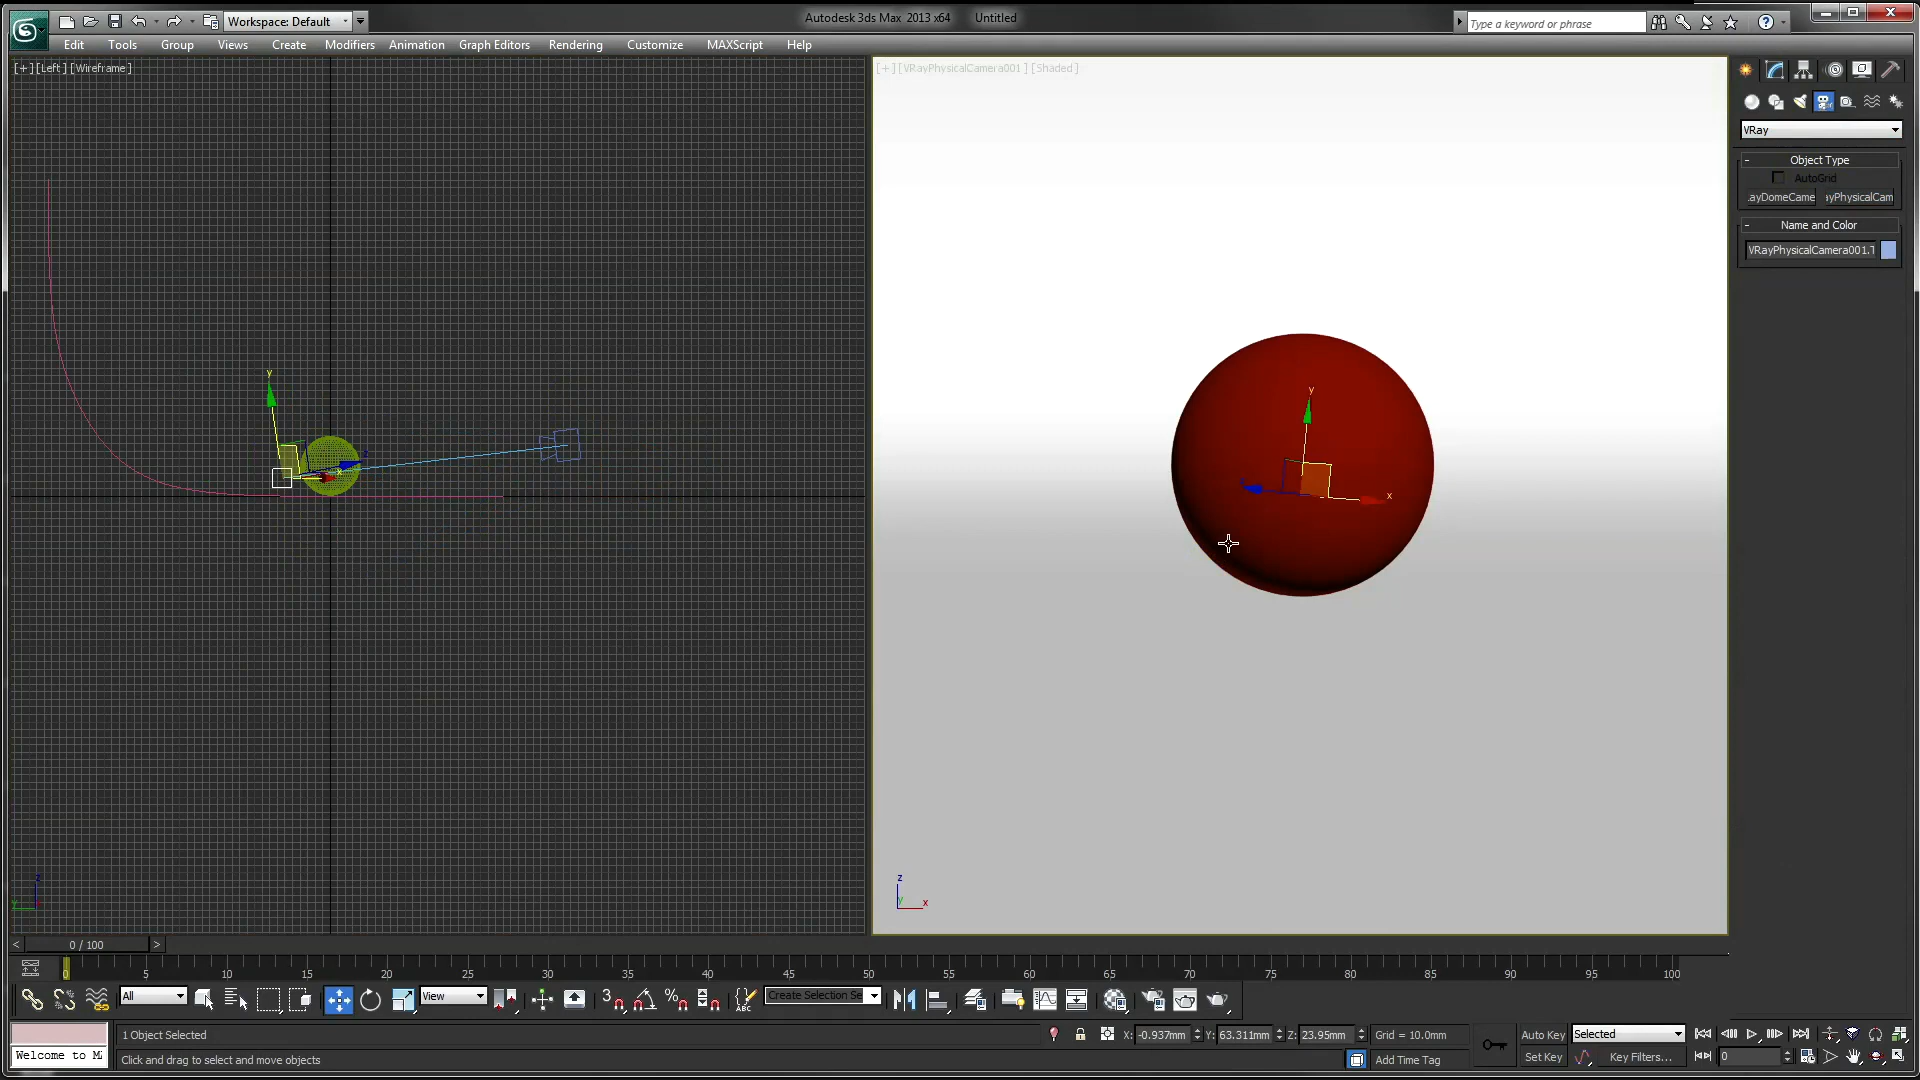 Workspace: Default
Autodesk 3ds Max  2013 x64
Untitled
Type a keyword or phrase
Edit
Tools
Group
Views
Create
Modifiers
Animation
Graph Editors
Rendering
Customize
MAXScript
Help
[+][Left][Wireframe]
[+][VRayPhysicalCamera001][Shaded]
VRay
Object Type
AutoGrid
.ayDomeCame
ayPhysicalCam
Name and Color
VRayPhysicalCamera001.T
y
z
x
y
x
z
y
z
y
x
< 0 / 100 >
0 5 10 15 20 25 30 35 40 45 50 55 60 65 70 75 80 85 90 95 100
All
View
3
%
ABC
Create Selection Se
1 Object Selected
X: -0.937mm
Y: 63.311mm
Z: 23.95mm
Grid = 10.0mm
Auto Key
Selected
Welcome to M
Click and drag to select and move objects
Add Time Tag
Set Key
Key Filters...
0